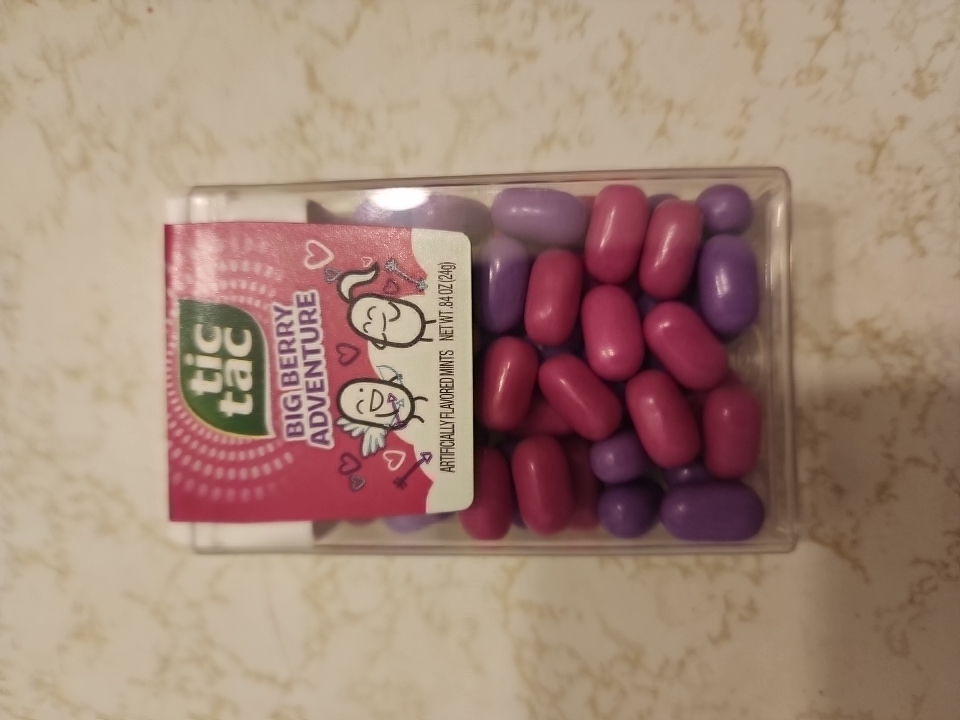 tic
tac
BIG BERRY
ADVENTURE
ARTIFICIALLY FLAVORED MINTS NET WT .84 OZ (24g)